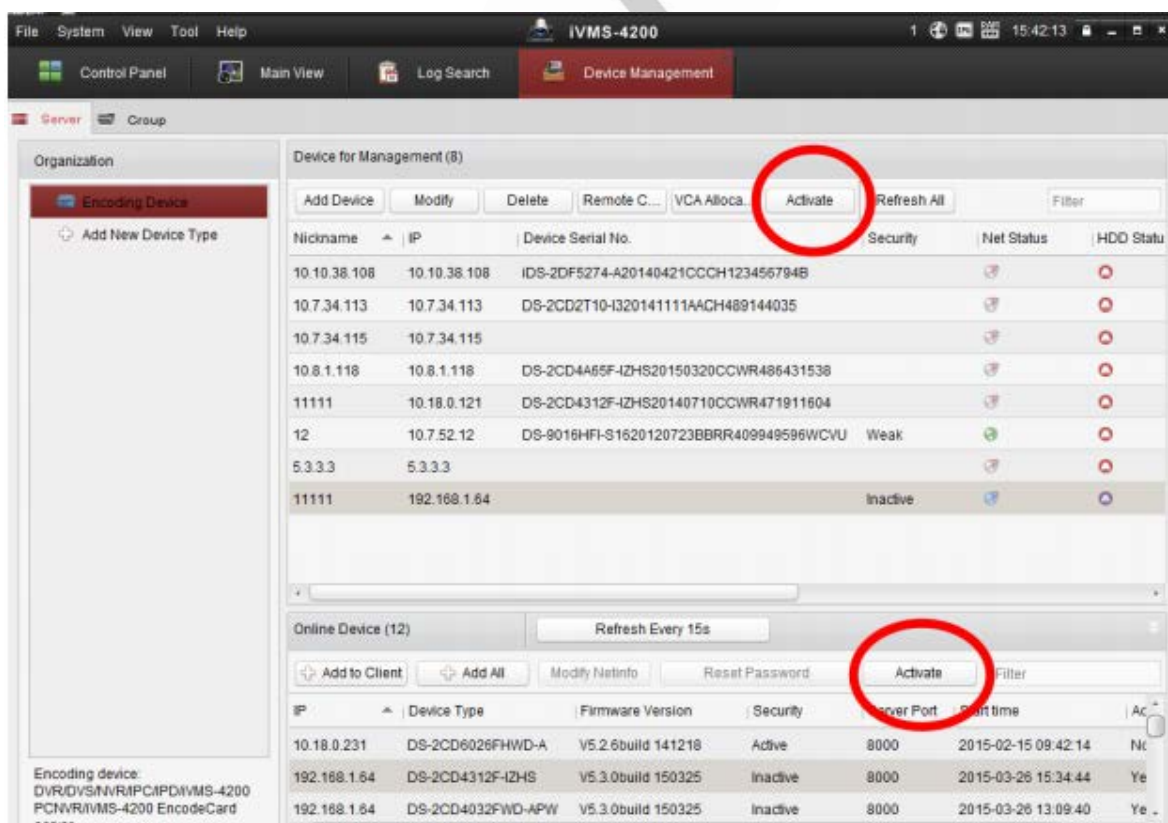 File System View Tool Help iVMS-4200 1 15:42:13
Control Panel Main View Log Search Device Management
Server Group
Organization
Encoding Device
Add New Device Type
Device for Management (8)
Add Device Modify Delete Remote C... VCA Alloca... Activate Refresh All Filter
Nickname IP Device Serial No. Security Net Status HDD Statu
10.10.38.108 10.10.38.108 iDS-2DF5274-A20140421CCCH123456794B
10.7.34.113 10.7.34.113 DS-2CD2T10-I320141111AACH489144035
10.7.34.115 10.7.34.115
10.8.1.118 10.8.1.118 DS-2CD4A65F-IZHS20150320CCWR486431538
11111 10.18.0.121 DS-2CD4312F-IZHS20140710CCWR471911604
12 10.7.52.12 DS-9016HFI-S1620120723BBRR409949596WCVU Weak
5.3.3.3 5.3.3.3
11111 192.168.1.64 Inactive
Online Device (12) Refresh Every 15s
Add to Client Add All Modify Netinfo Reset Password Activate Filter
IP Device Type Firmware Version Security Server Port Start time Ac
10.18.0.231 DS-2CD6026FHWD-A V5.2.6build 141218 Active 8000 2015-02-15 09:42:14 No
192.168.1.64 DS-2CD4312F-IZHS V5.3.0build 150325 Inactive 8000 2015-03-26 15:34:44 Ye
192.168.1.64 DS-2CD4032FWD-APW V5.3.0build 150325 Inactive 8000 2015-03-26 13:09:40 Ye
Encoding device:
DVR/DVS/NVR/IPC/IPD/iVMS-4200
PCNVR/iVMS-4200 EncodeCard